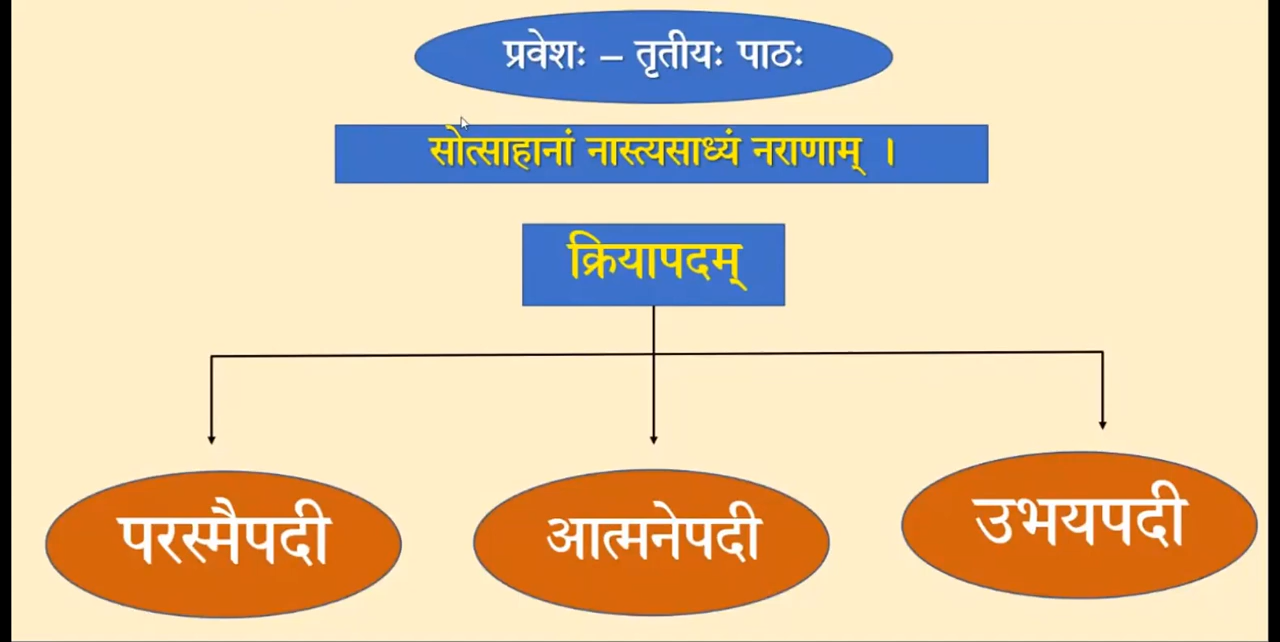 प्रवेशः – तृतीयः पाठः
सोत्साहानां नास्त्यसाध्यं नराणाम् ।
क्रियापदम्
परस्मैपदी
आत्मनेपदी
उभयपदी